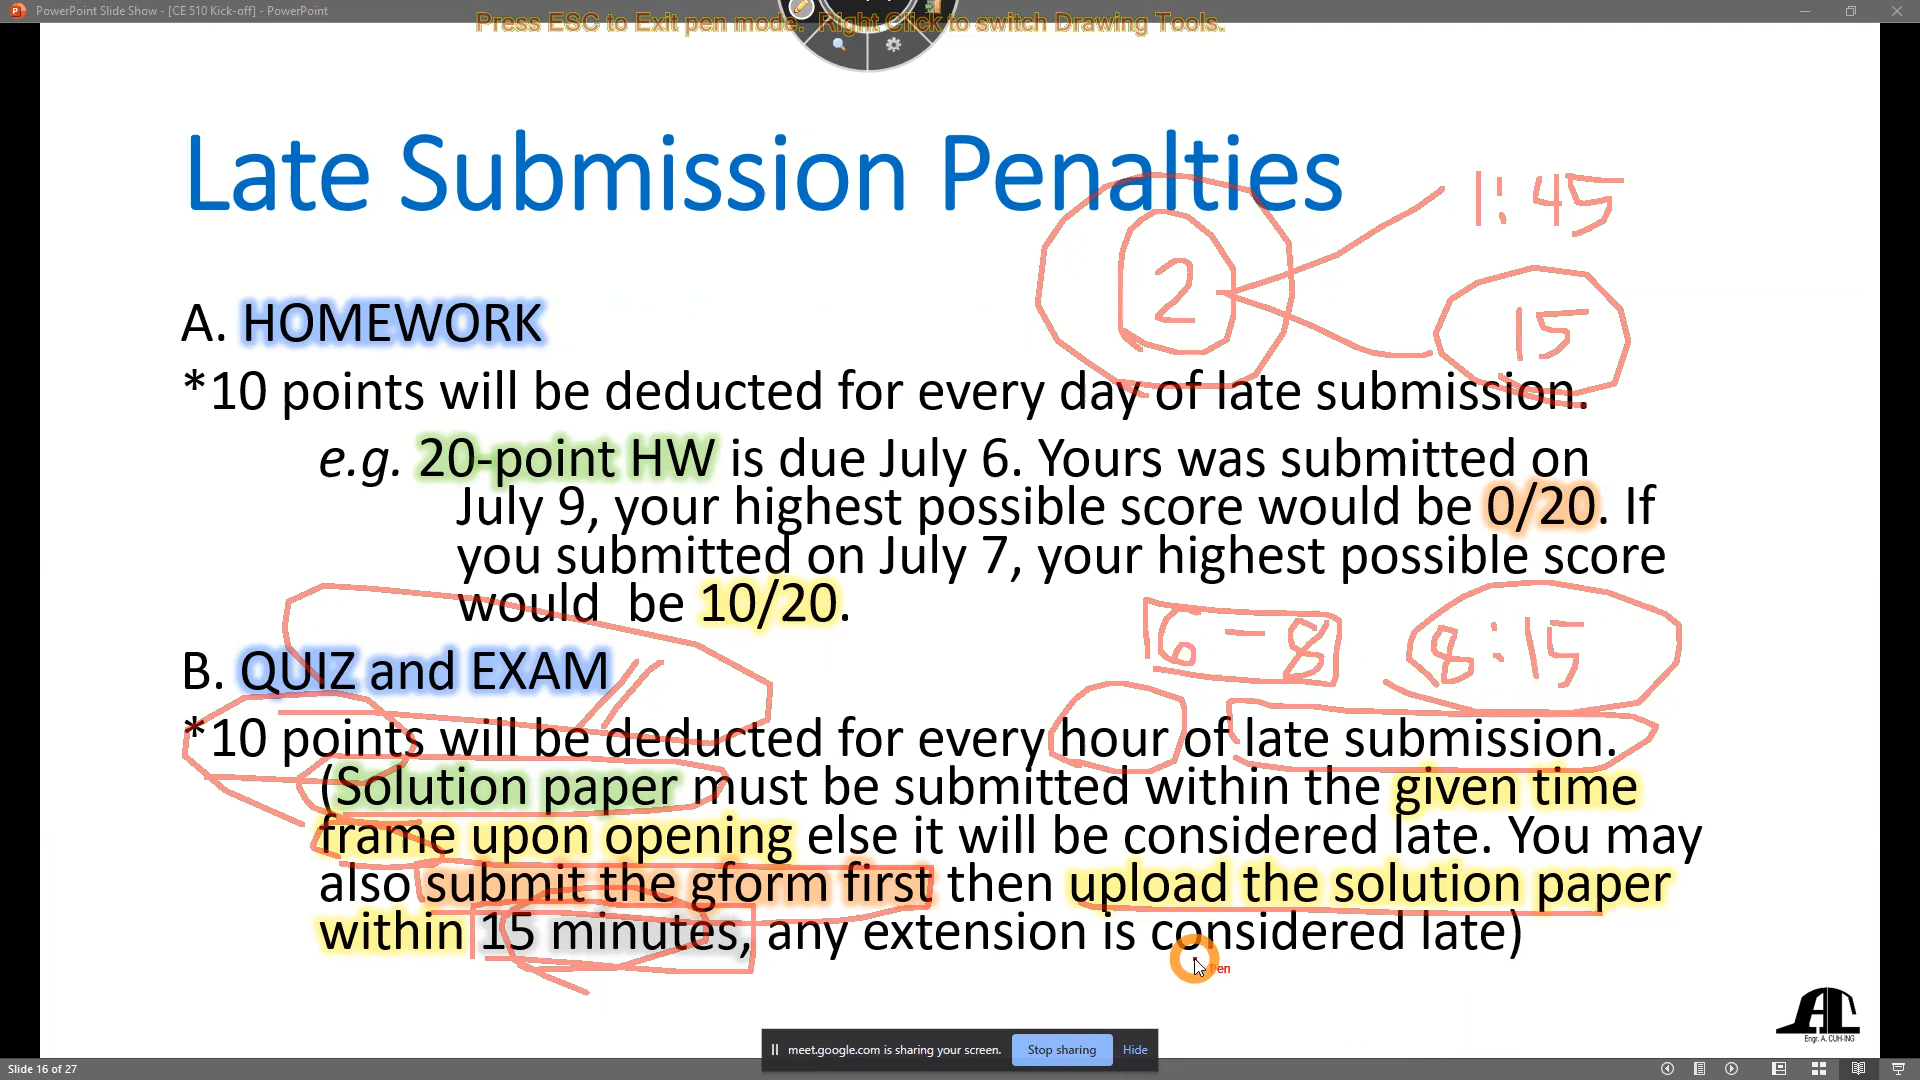 PowerPoint Slide Show - [CE 510 Kick-off] - PowerPoint
Press ESC to Exit pen mode. Right Click to switch Drawing Tools.
Late Submission Penalties
1:45
2
15
A. HOMEWORK
*10 points will be deducted for every day of late submission.
e.g. 20-point HW is due July 6. Yours was submitted on
July 9, your highest possible score would be 0/20. If
you submitted on July 7, your highest possible score
would be 10/20.
6 - 8
8:15
B. QUIZ and EXAM
*10 points will be deducted for every hour of late submission.
(Solution paper must be submitted within the given time
frame upon opening else it will be considered late. You may
also submit the gform first then upload the solution paper
within 15 minutes, any extension is considered late)
Pen
AC
Engr. A. CUH-ING
meet.google.com is sharing your screen.
Stop sharing
Hide
Slide 16 of 27